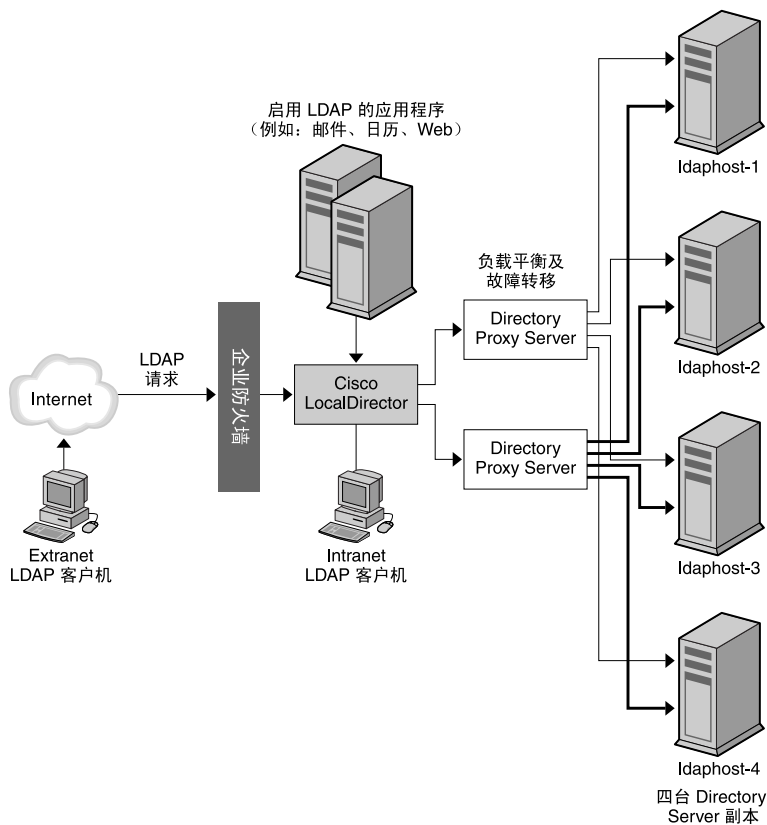 启用 LDAP 的应用程序
（例如：邮件、日历、Web）
ldaphost-1
负载平衡及
故障转移
Directory
Proxy Server
ldaphost-2
LDAP
请求
Internet
企业防火墙
Cisco
LocalDirector
Directory
Proxy Server
Extranet
LDAP 客户机
Intranet
LDAP 客户机
ldaphost-3
ldaphost-4
四台 Directory
Server 副本